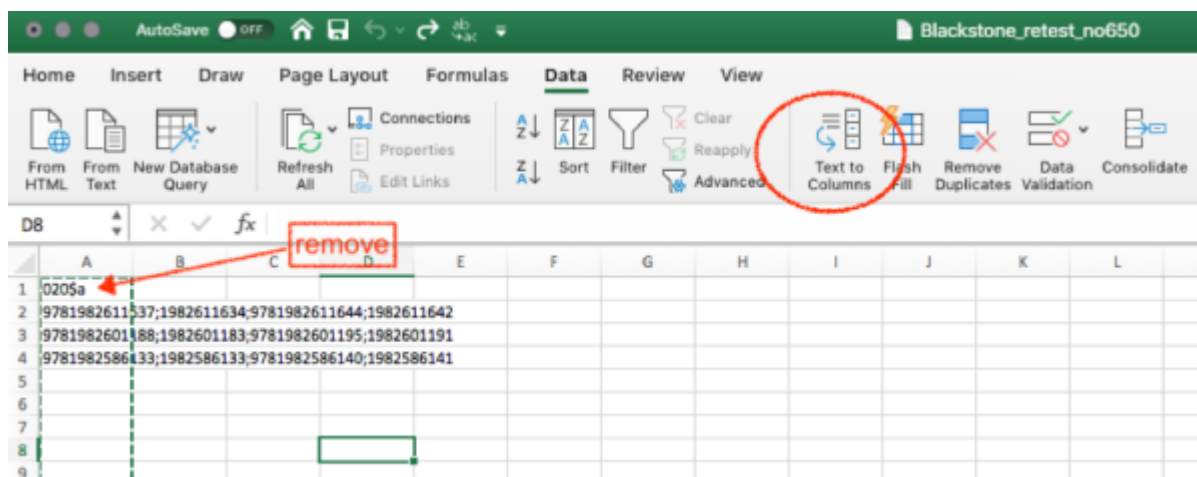 AutoSave OFF Blackstone_retest_no650
Home Insert Draw Page Layout Formulas Data Review View
From HTML
From Text
New Database Query
Refresh All
Connections
Properties
Edit Links
Sort
Filter
Clear
Reapply
Advanced
Text to Columns
Flash Fill
Remove Duplicates
Data Validation
Consolidate
D8 fx
remove
A B C D E F G H I J K L
1 020$a
2 9781982611537;1982611634;9781982611644;1982611642
3 9781982601188;1982601183;9781982601195;1982601191
4 9781982586133;1982586133;9781982586140;1982586141
5
6
7
8
9